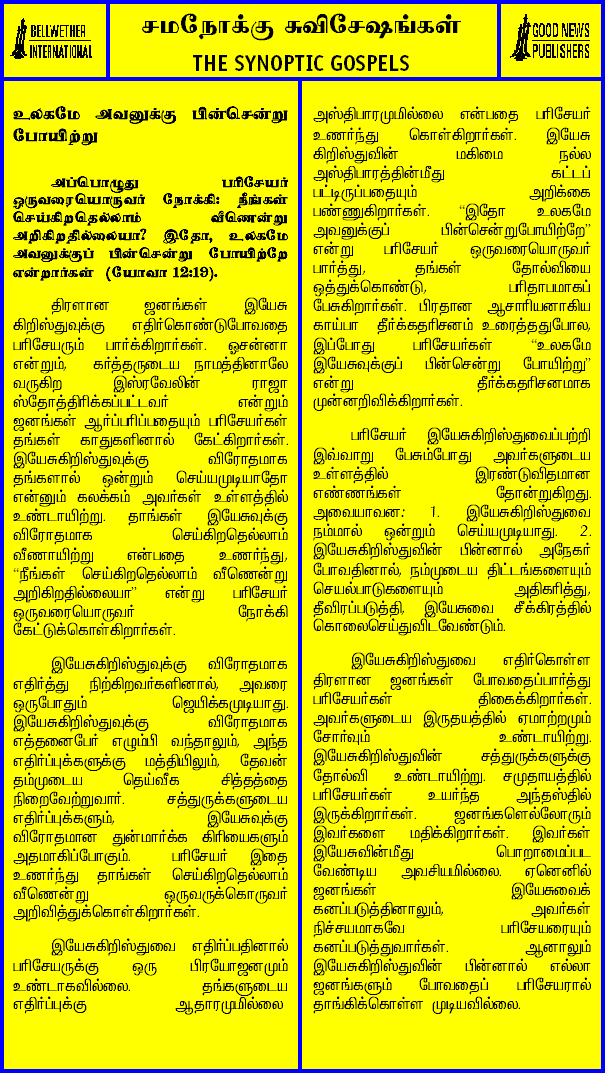 BELLWETHER
INTERNATIONAL
சமநோக்கு சுவிசேஷங்கள்
THE SYNOPTIC GOSPELS
GOOD NEWS
PUBLISHERS
உலகமே அவனுக்கு பின்சென்று
போயிற்று
அப்பொழுது பரிசேயர்
ஒருவரையொருவர் நோக்கி: நீங்கள்
செய்கிறதெல்லாம் வீணென்று
அறிகிறதில்லையா? இதோ, உலகமே
அவனுக்குப் பின்சென்று போயிற்றே
என்றார்கள் (யோவா 12:19).
திரளான ஜனங்கள் இயேசு
கிறிஸ்துவுக்கு எதிர்கொண்டுபோவதை
பரிசேயரும் பார்க்கிறார்கள். ஓசன்னா
என்றும், கர்த்தருடைய நாமத்தினாலே
வருகிற இஸ்ரவேலின் ராஜா
ஸ்தோத்திரிக்கப்பட்டவர் என்றும்
ஜனங்கள் ஆர்ப்பரிப்பதையும் பரிசேயர்கள்
தங்கள் காதுகளினால் கேட்கிறார்கள்.
இயேசுகிறிஸ்துவுக்கு விரோதமாக
தங்களால் ஒன்றும் செய்யமுடியாதோ
என்னும் கலக்கம் அவர்கள் உள்ளத்தில்
உண்டாயிற்று. தாங்கள் இயேசுவுக்கு
விரோதமாக செய்கிறதெல்லாம்
வீணாயிற்று என்பதை உணர்ந்து,
“நீங்கள் செய்கிறதெல்லாம் வீணென்று
அறிகிறதில்லையா” என்று பரிசேயர்
ஒருவரையொருவர் நோக்கி
கேட்டுக்கொள்கிறார்கள்.
இயேசுகிறிஸ்துவுக்கு விரோதமாக
எதிர்த்து நிற்கிறவர்களினால், அவரை
ஒருபோதும் ஜெயிக்கமுடியாது.
இயேசுகிறிஸ்துவுக்கு விரோதமாக
எத்தனைபேர் எழும்பி வந்தாலும், அந்த
எதிர்ப்புக்களுக்கு மத்தியிலும், தேவன்
தம்முடைய தெய்வீக சித்தத்தை
நிறைவேற்றுவார். சத்துருக்களுடைய
எதிர்ப்புக்களும், இயேசுவுக்கு
விரோதமான துன்மார்க்க கிரியைகளும்
அதமாகிப்போகும். பரிசேயர் இதை
உணர்ந்து தாங்கள் செய்கிறதெல்லாம்
வீணென்று ஒருவருக்கொருவர்
அறிவித்துக்கொள்கிறார்கள்.
இயேசுகிறிஸ்துவை எதிர்ப்பதினால்
பரிசேயருக்கு ஒரு பிரயோஜனமும்
உண்டாகவில்லை. தங்களுடைய
எதிர்ப்புக்கு ஆதாரமுமில்லை
அஸ்திபாரமுமில்லை என்பதை பரிசேயர்
உணர்ந்து கொள்கிறார்கள். இயேசு
கிறிஸ்துவின் மகிமை நல்ல
அஸ்திபாரத்தின்மீது கட்டப்
பட்டிருப்பதையும் அறிக்கை
பண்ணுகிறார்கள். “இதோ உலகமே
அவனுக்குப் பின்சென்றுபோயிற்றே”
என்று பரிசேயர் ஒருவரையொருவர்
பார்த்து, தங்கள் தோல்வியை
ஒத்துக்கொண்டு, பரிதாபமாகப்
பேசுகிறார்கள். பிரதான ஆசாரியனாகிய
காய்பா தீர்க்கதரிசனம் உரைத்ததுபோல,
இப்போது பரிசேயர்கள் “உலகமே
இயேசுவுக்குப் பின்சென்று போயிற்று”
என்று தீர்க்கதரிசனமாக
முன்னறிவிக்கிறார்கள்.
பரிசேயர் இயேசுகிறிஸ்துவைப்பற்றி
இவ்வாறு பேசும்போது அவர்களுடைய
உள்ளத்தில் இரண்டுவிதமான
எண்ணங்கள் தோன்றுகிறது.
அவையாவன: 1. இயேசுகிறிஸ்துவை
நம்மால் ஒன்றும் செய்யமுடியாது. 2.
இயேசுகிறிஸ்துவின் பின்னால் அநேகர்
போவதினால், நம்முடைய திட்டங்களையும்
செயல்பாடுகளையும் அதிகரித்து,
தீவிரப்படுத்தி, இயேசுவை சீக்கிரத்தில்
கொலைசெய்துவிடவேண்டும்.
இயேசுகிறிஸ்துவை எதிர்கொள்ள
திரளான ஜனங்கள் போவதைப்பார்த்து
பரிசேயர்கள் திகைக்கிறார்கள்.
அவர்களுடைய இருதயத்தில் ஏமாற்றமும்
சோர்வும் உண்டாயிற்று.
இயேசுகிறிஸ்துவின் சத்துருக்களுக்கு
தோல்வி உண்டாயிற்று. சமுதாயத்தில்
பரிசேயர்கள் உயர்ந்த அந்தஸ்தில்
இருக்கிறார்கள். ஜனங்களெல்லோரும்
இவர்களை மதிக்கிறார்கள். இவர்கள்
இயேசுவின்மீது பொறாமைப்பட
வேண்டிய அவசியமில்லை. ஏனெனில்
ஜனங்கள் இயேசுவைக்
கனப்படுத்தினாலும், அவர்கள்
நிச்சயமாகவே பரிசேயரையும்
கனப்படுத்துவார்கள். ஆனாலும்
இயேசுகிறிஸ்துவின் பின்னால் எல்லா
ஜனங்களும் போவதைப் பரிசேயரால்
தாங்கிக்கொள்ள முடியவில்லை.